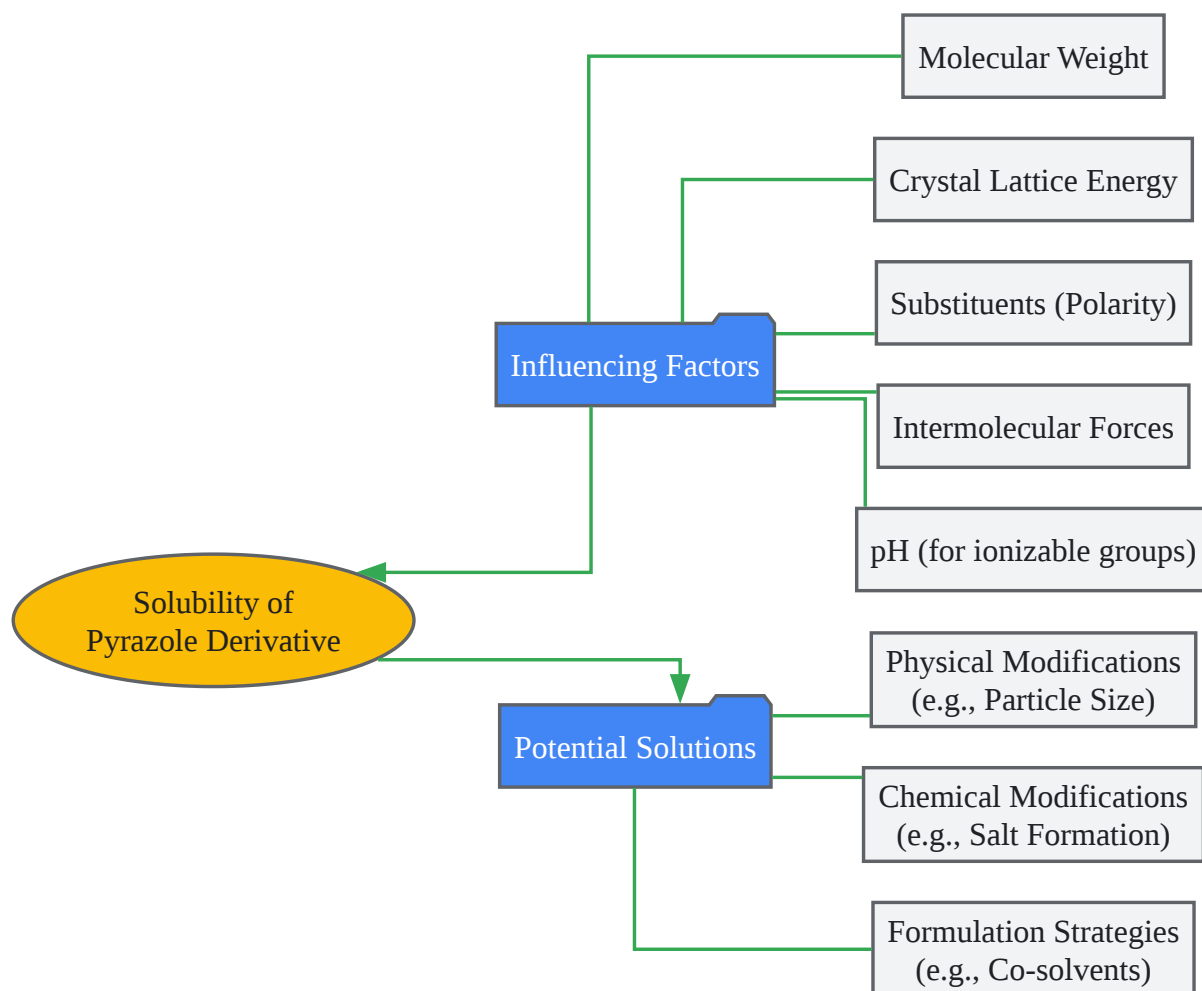 Molecular Weight
Crystal Lattice Energy
Substituents (Polarity)
Influencing Factors
Intermolecular Forces
pH (for ionizable groups)
Solubility of
Pyrazole Derivative
Physical Modifications
(e.g., Particle Size)
Potential Solutions
Chemical Modifications
(e.g., Salt Formation)
Formulation Strategies
(e.g., Co-solvents)